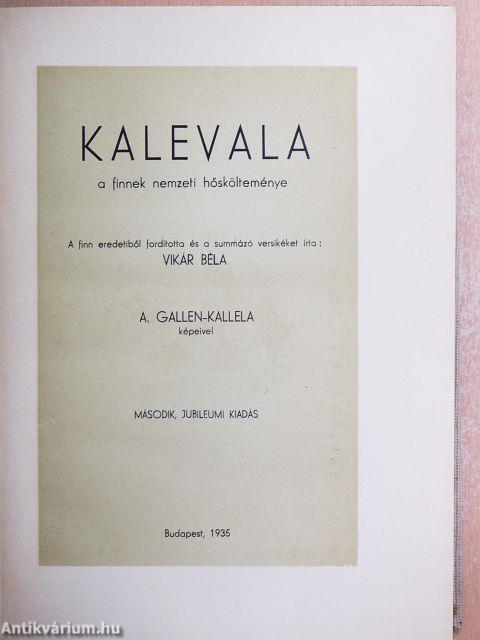 KALEVALA
a finnek nemzeti hőskölteménye
A finn eredetiből fordította és a summázó versikéket írta:
VIKÁR BÉLA
A. GALLEN-KALLELA
képeivel
MÁSODIK, JUBILEUMI KIADÁS
Budapest, 1935
Antikvárium.hu